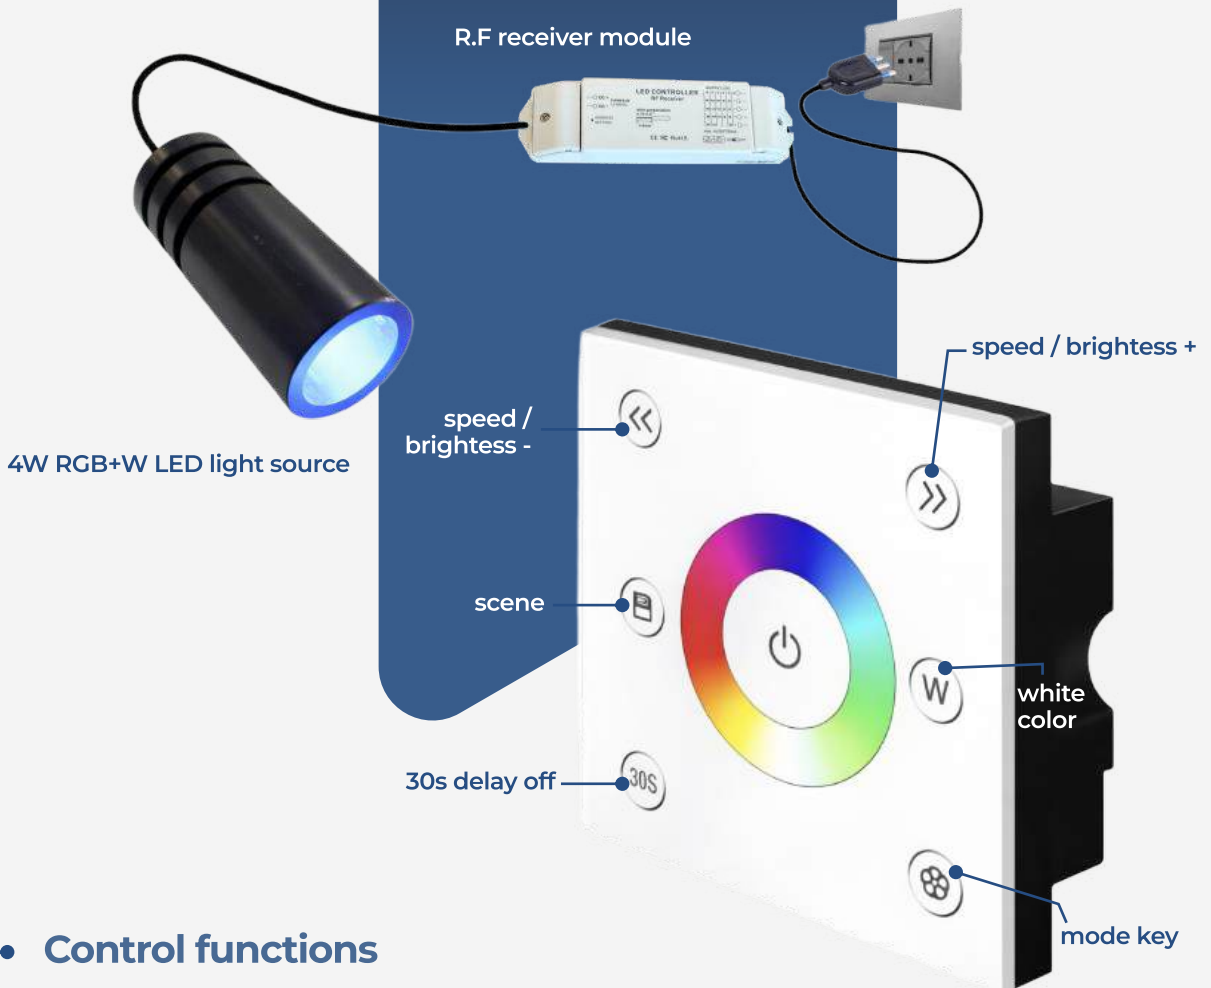 R.F receiver module
LED CONTROLLER
RF Receiver
speed / brightess +
speed /
brightess -
4W RGB+W LED light source
scene
W
white
color
30s delay off
30S
mode key
• Control functions